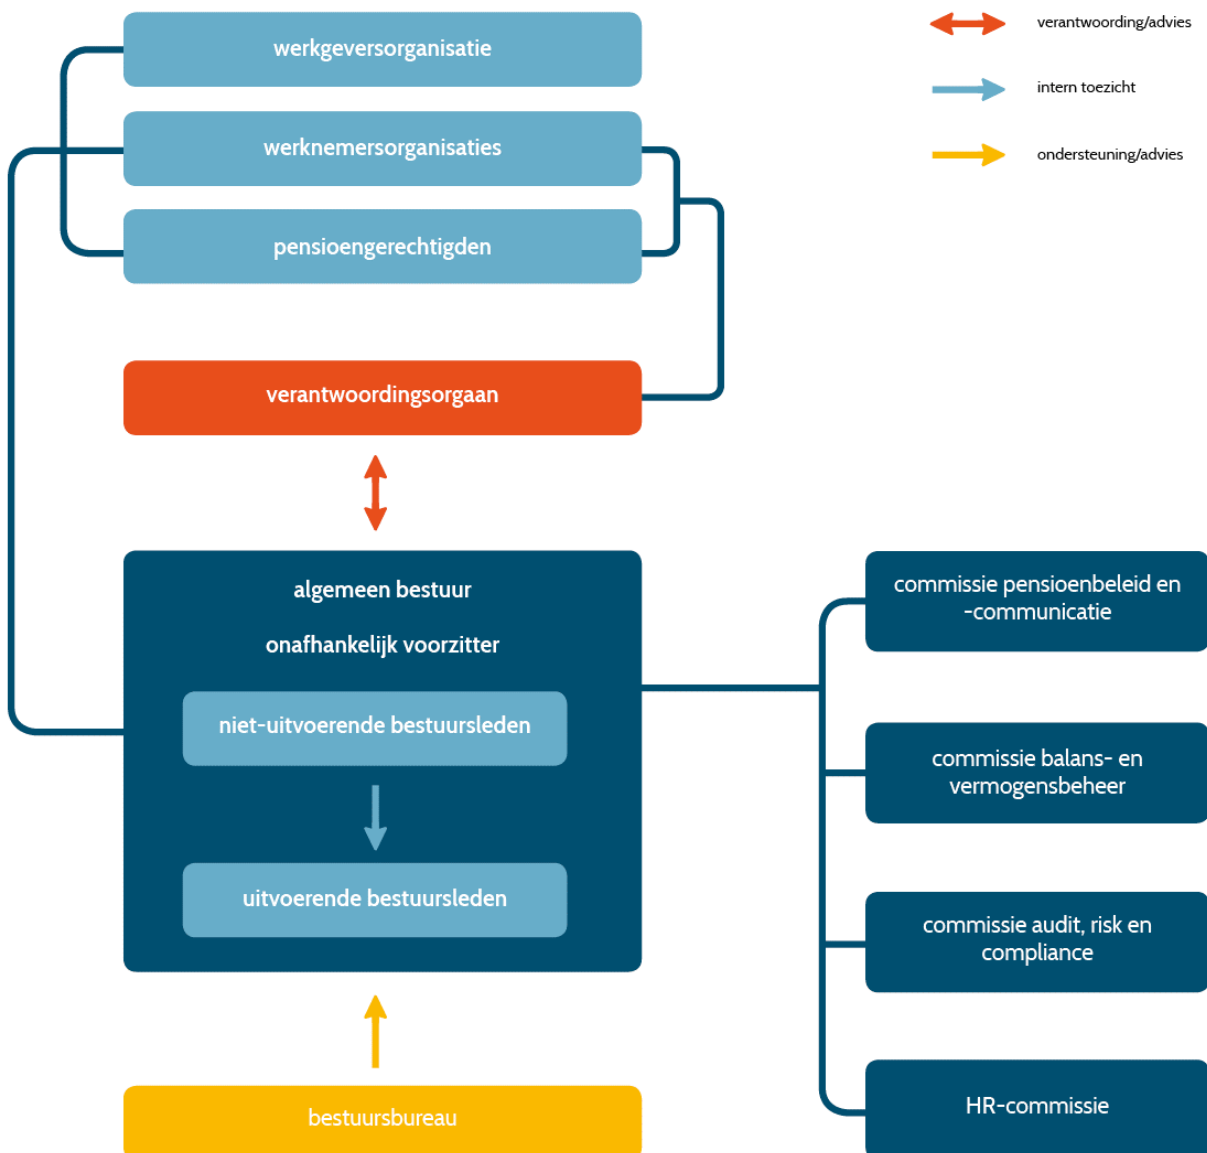 werkgeversorganisatie
werknemersorganisaties
pensioengerechtigden
verantwoordingsorgaan
algemeen bestuur
onafhankelijk voorzitter
niet-uitvoerende bestuursleden
uitvoerende bestuursleden
bestuursbureau
verantwoording/advies
intern toezicht
ondersteuning/advies
commissie pensioenbeleid en
-communicatie
commissie balans- en
vermogensbeheer
commissie audit, risk en
compliance
HR-commissie